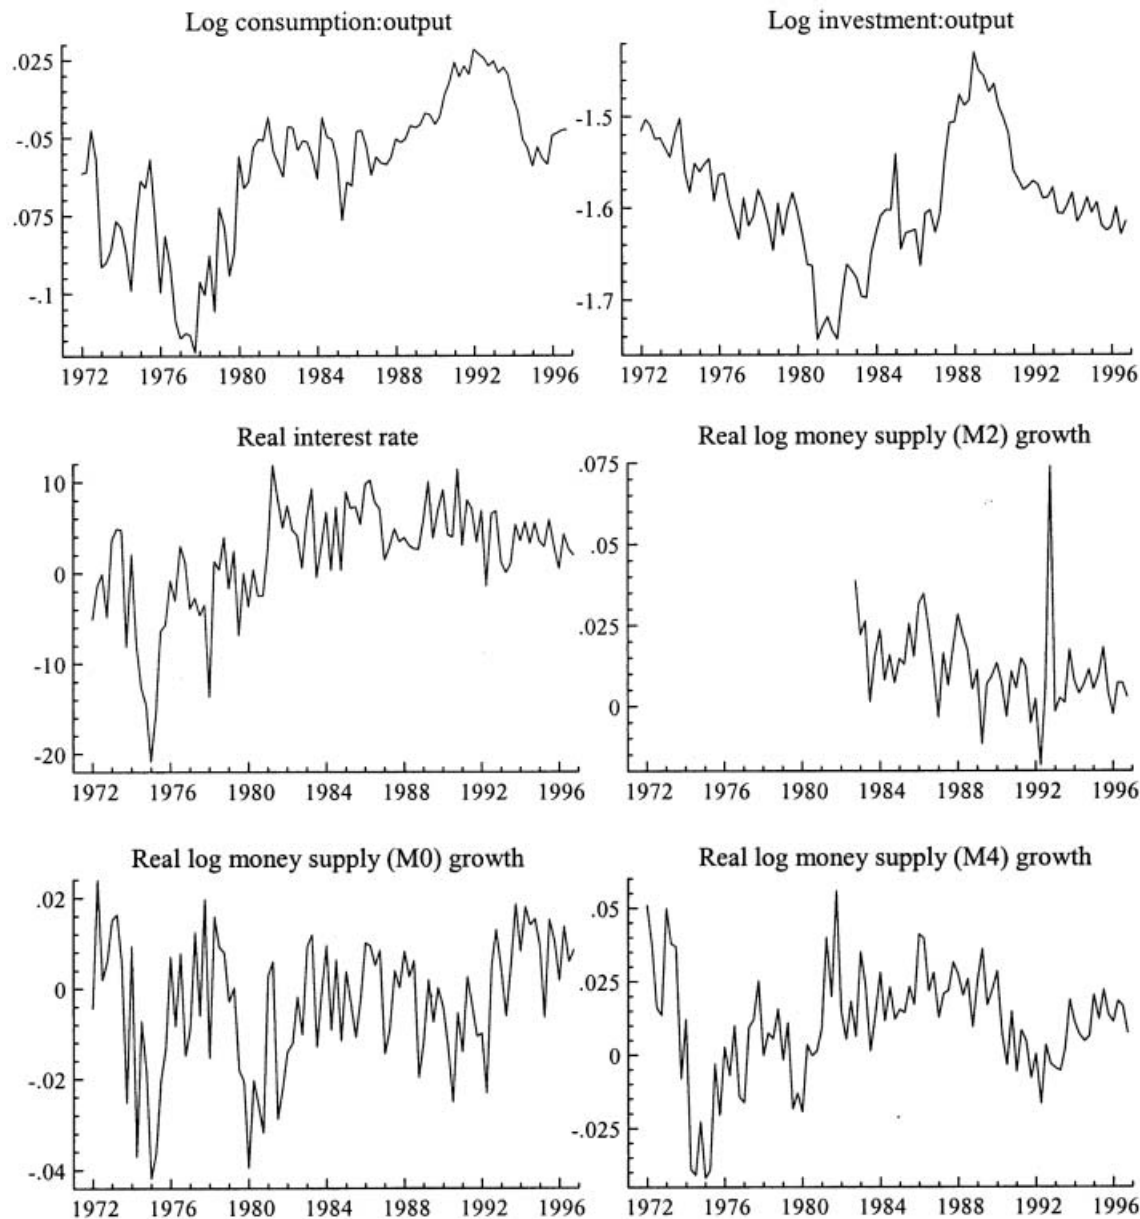 Log consumption:output
.025
-.05
.075
-.1
1972 1976 1980 1984 1988 1992 1996
Log investment:output
-1.5
-1.6
-1.7
1972 1976 1980 1984 1988 1992 1996
Real interest rate
10
0
-10
-20
1972 1976 1980 1984 1988 1992 1996
Real log money supply (M2) growth
.075
.05
.025
0
1972 1976 1980 1984 1988 1992 1996
Real log money supply (M0) growth
.02
0
-.02
-.04
1972 1976 1980 1984 1988 1992 1996
Real log money supply (M4) growth
.05
.025
0
-.025
1972 1976 1980 1984 1988 1992 1996